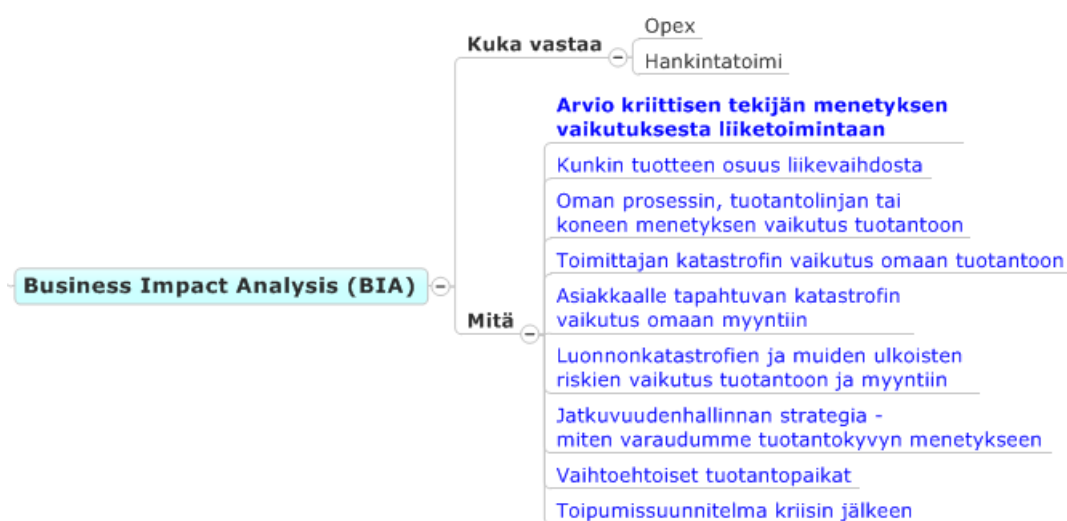 Opex
Kuka vastaa
Hankintatoimi
Arvio kriittisen tekijän menetyksen
vaikutuksesta liiketoimintaan
Kunkin tuotteen osuus liikevaihdosta
Oman prosessin, tuotantolinjan tai
koneen menetyksen vaikutus tuotantoon
Toimittajan katastrofin vaikutus omaan tuotantoon
Business Impact Analysis (BIA)
Asiakkaalle tapahtuvan katastrofin
vaikutus omaan myyntiin
Mitä
Luonnonkatastrofien ja muiden ulkoisten
riskien vaikutus tuotantoon ja myyntiin
Jatkuvuudenhallinnan strategia -
miten varaudumme tuotantokyvyn menetykseen
Vaihtoehtoiset tuotantopaikat
Toipumissuunnitelma kriisin jälkeen